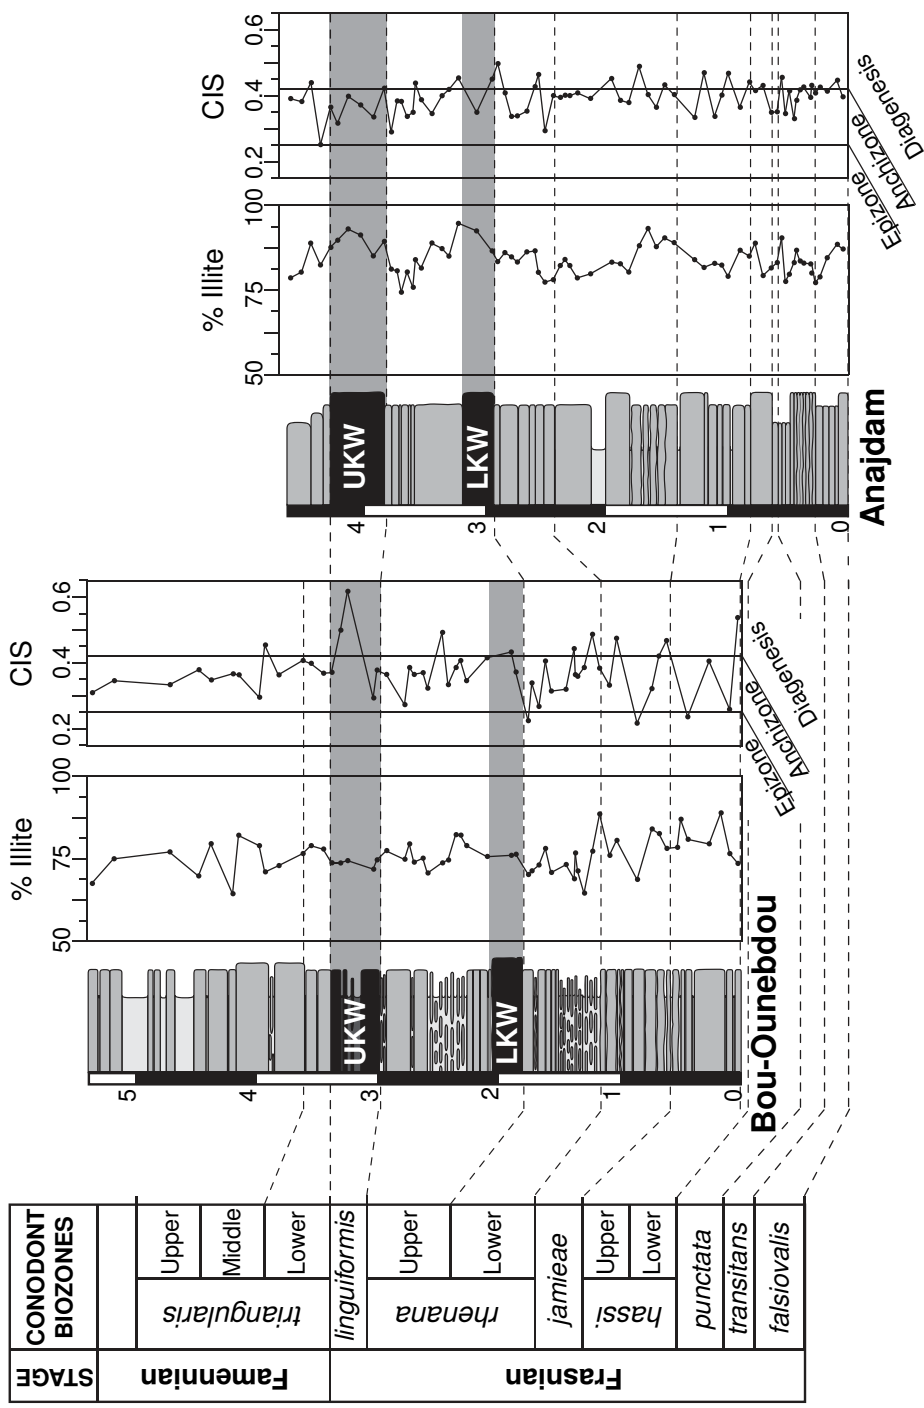 CIS
0.6
0.4
0.2
Epizone
Anchizone
Diagenesis
% Illite
100
75
50
UKW
LKW
4
3
2
1
0
Anajdam
CIS
0.6
0.4
0.2
Epizone
Anchizone
Diagenesis
% Illite
100
75
50
UKW
LKW
5
4
3
2
1
0
Bou-Ounebdou
STAGE
CONODONT
BIOZONES
Famennian
Frasnian
triangularis
Upper
Middle
Lower
linguiformis
rhenana
Upper
Lower
jamieae
hassi
Upper
Lower
punctata
transitans
falsiovalis